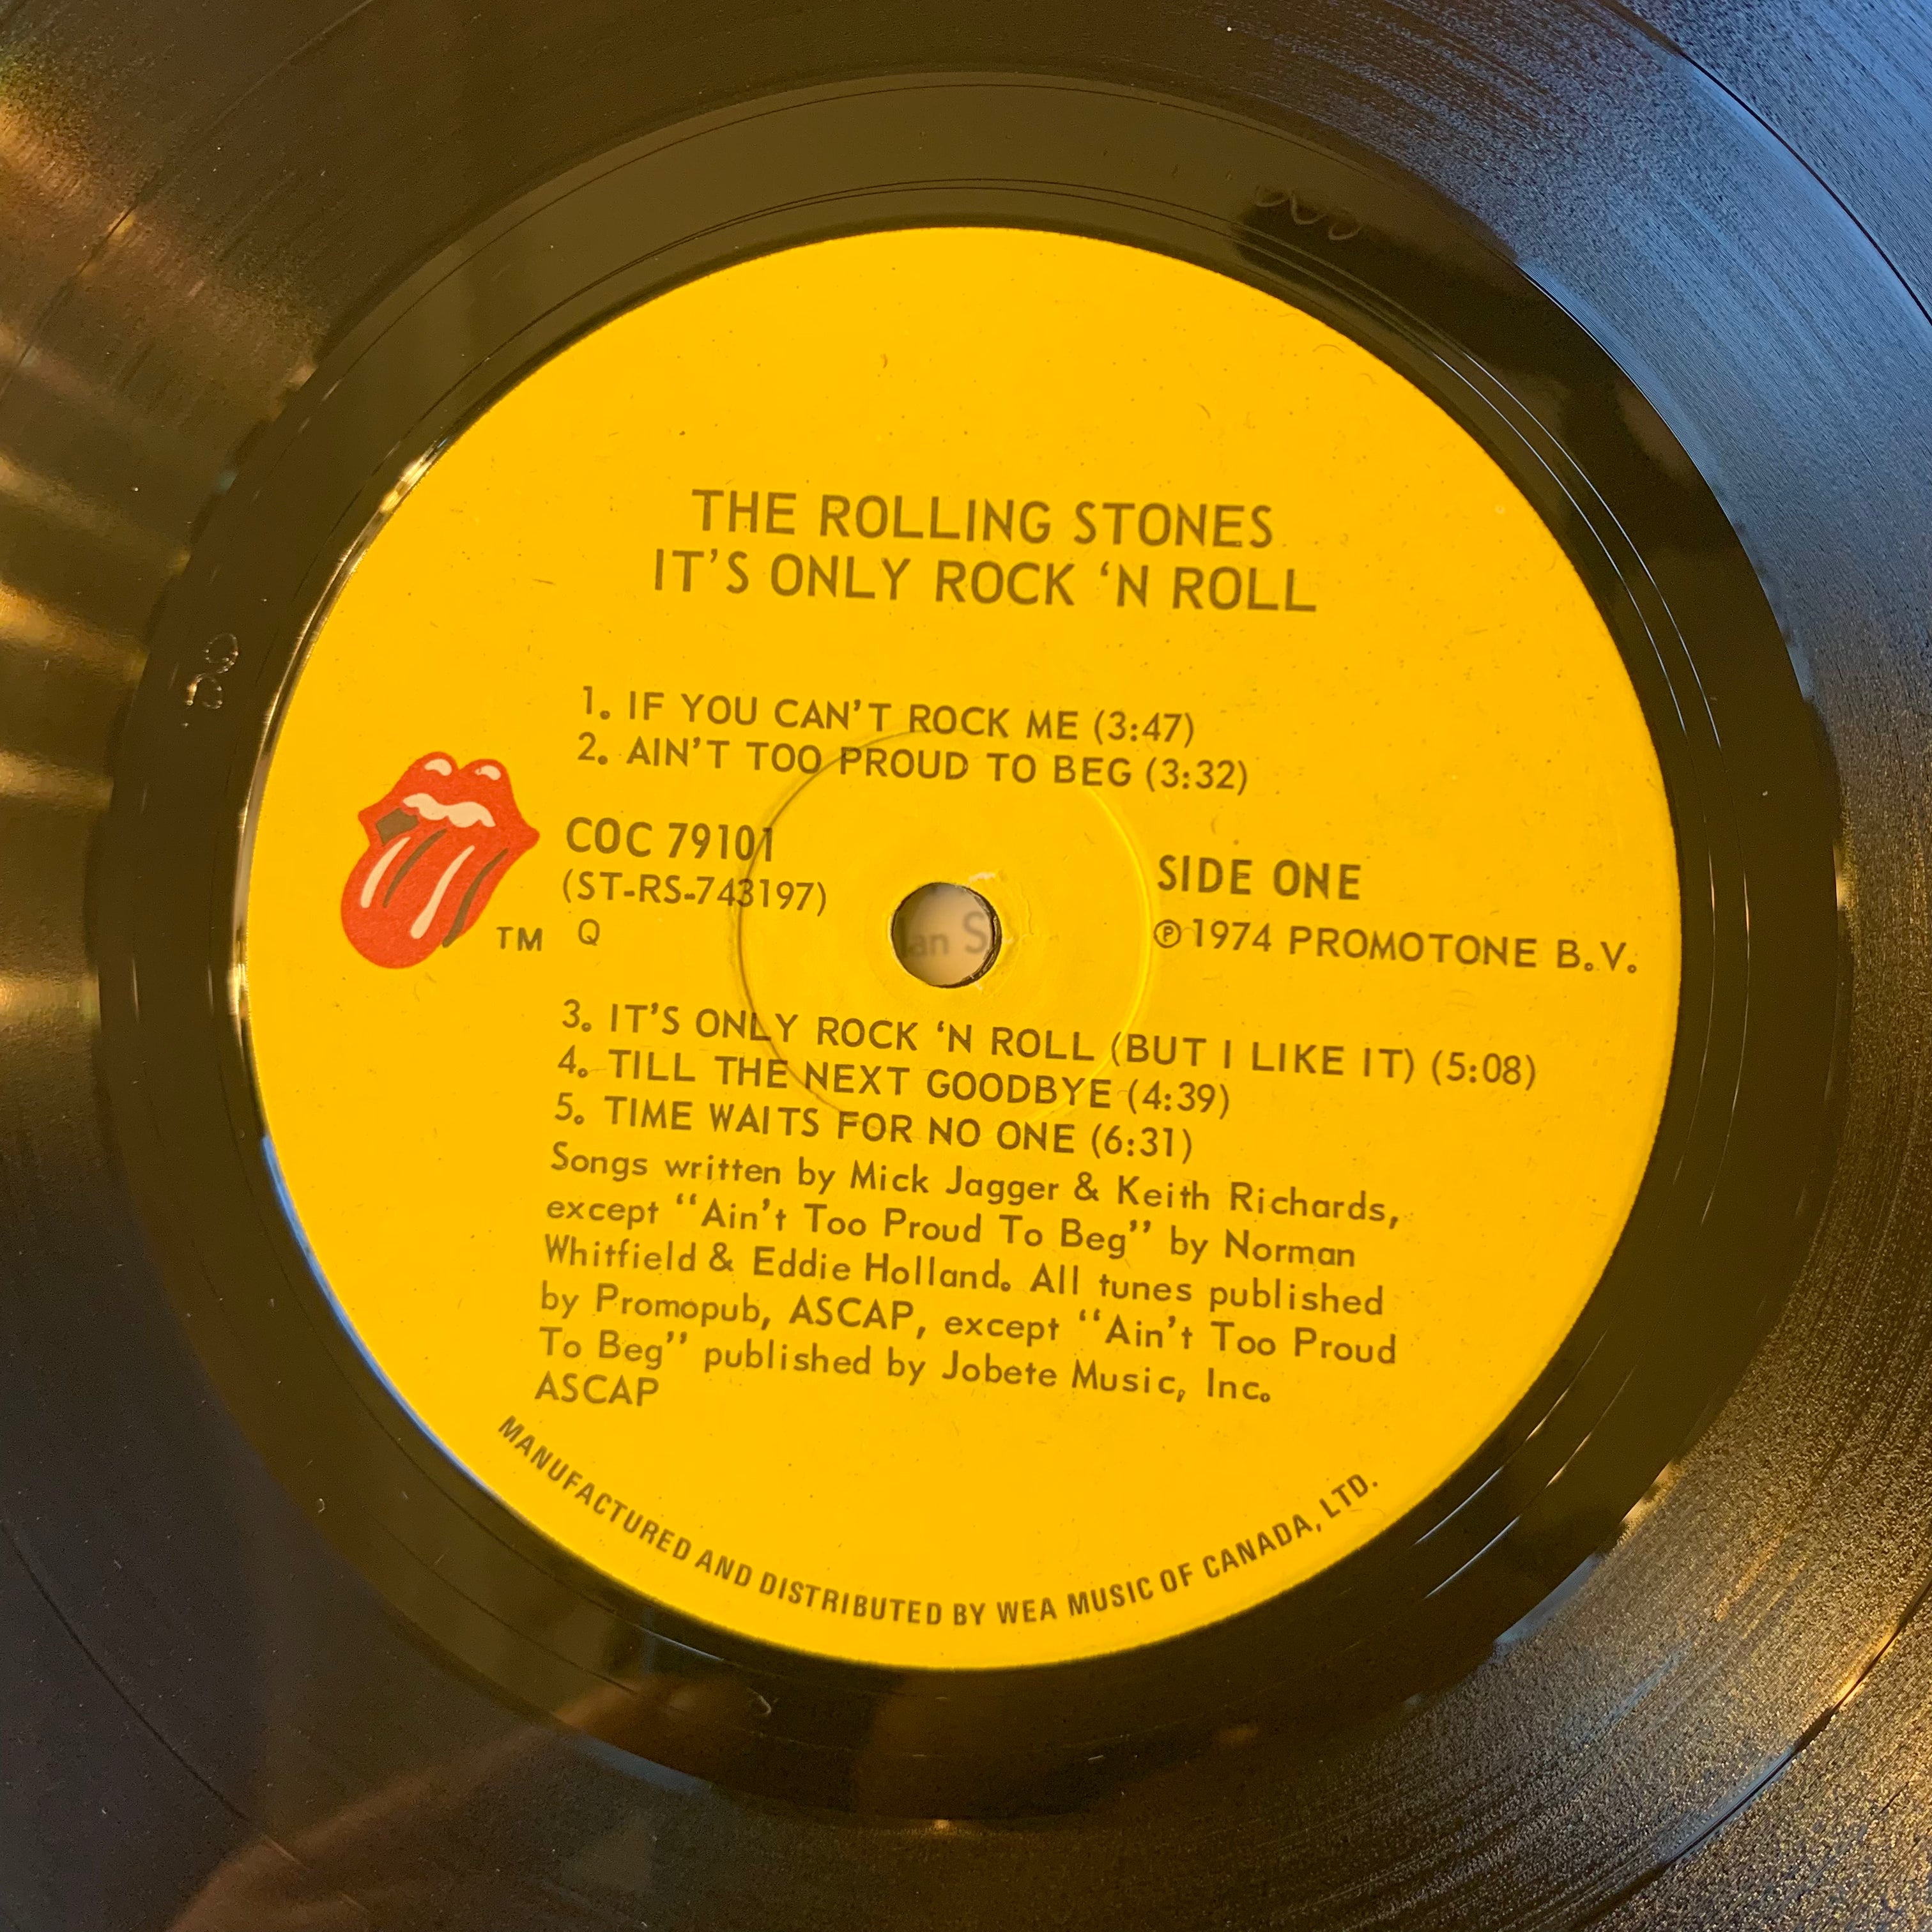 THE ROLLING STONES
IT'S ONLY ROCK 'N ROLL
1. IF YOU CAN'T ROCK ME (3:47)
2. AIN'T TOO PROUD TO BEG (3:32)
COC 79101
(ST-RS-743197)
TM Q
SIDE ONE
℗ 1974 PROMOTONE B.V.
3. IT'S ONLY ROCK 'N ROLL (BUT I LIKE IT) (5:08)
4. TILL THE NEXT GOODBYE (4:39)
5. TIME WAITS FOR NO ONE (6:31)
Songs written by Mick Jagger & Keith Richards,
except "Ain't Too Proud To Beg" by Norman
Whitfield & Eddie Holland. All tunes published
by Promopub, ASCAP, except "Ain't Too Proud
To Beg" published by Jobete Music, Inc.
ASCAP
MANUFACTURED AND DISTRIBUTED BY WEA MUSIC OF CANADA, LTD.